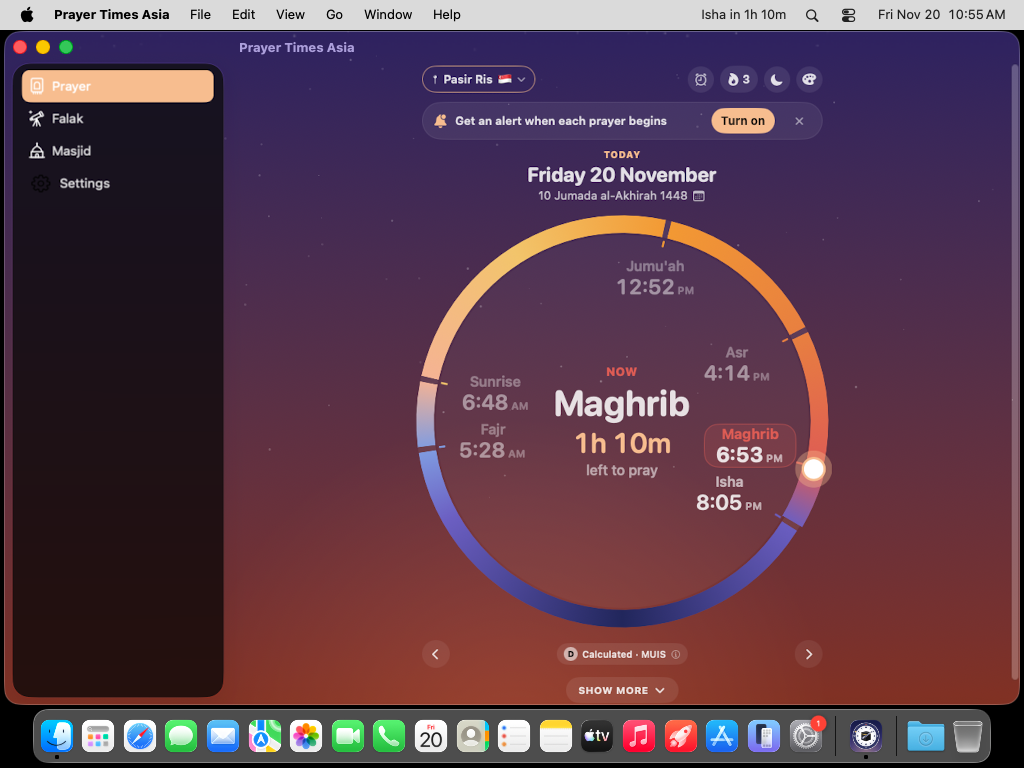 Prayer Times Asia File Edit View Go Window Help Isha in 1h 10m Fri Nov 20 10:55 AM
Prayer Times Asia
Prayer
Falak
Masjid
Settings
Pasir Ris
3
Get an alert when each prayer begins Turn on
TODAY
Friday 20 November
10 Jumada al-Akhirah 1448
Jumu'ah
12:52 PM
Asr
4:14 PM
Sunrise
6:48 AM
Fajr
5:28 AM
NOW
Maghrib
1h 10m
left to pray
Maghrib
6:53 PM
Isha
8:05 PM
D Calculated · MUIS
SHOW MORE
Fri
20
tv
1